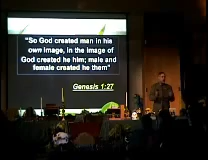 "So God created man in his
own image, in the image of
God created he him; male and
female created he them"
Genesis 1:27